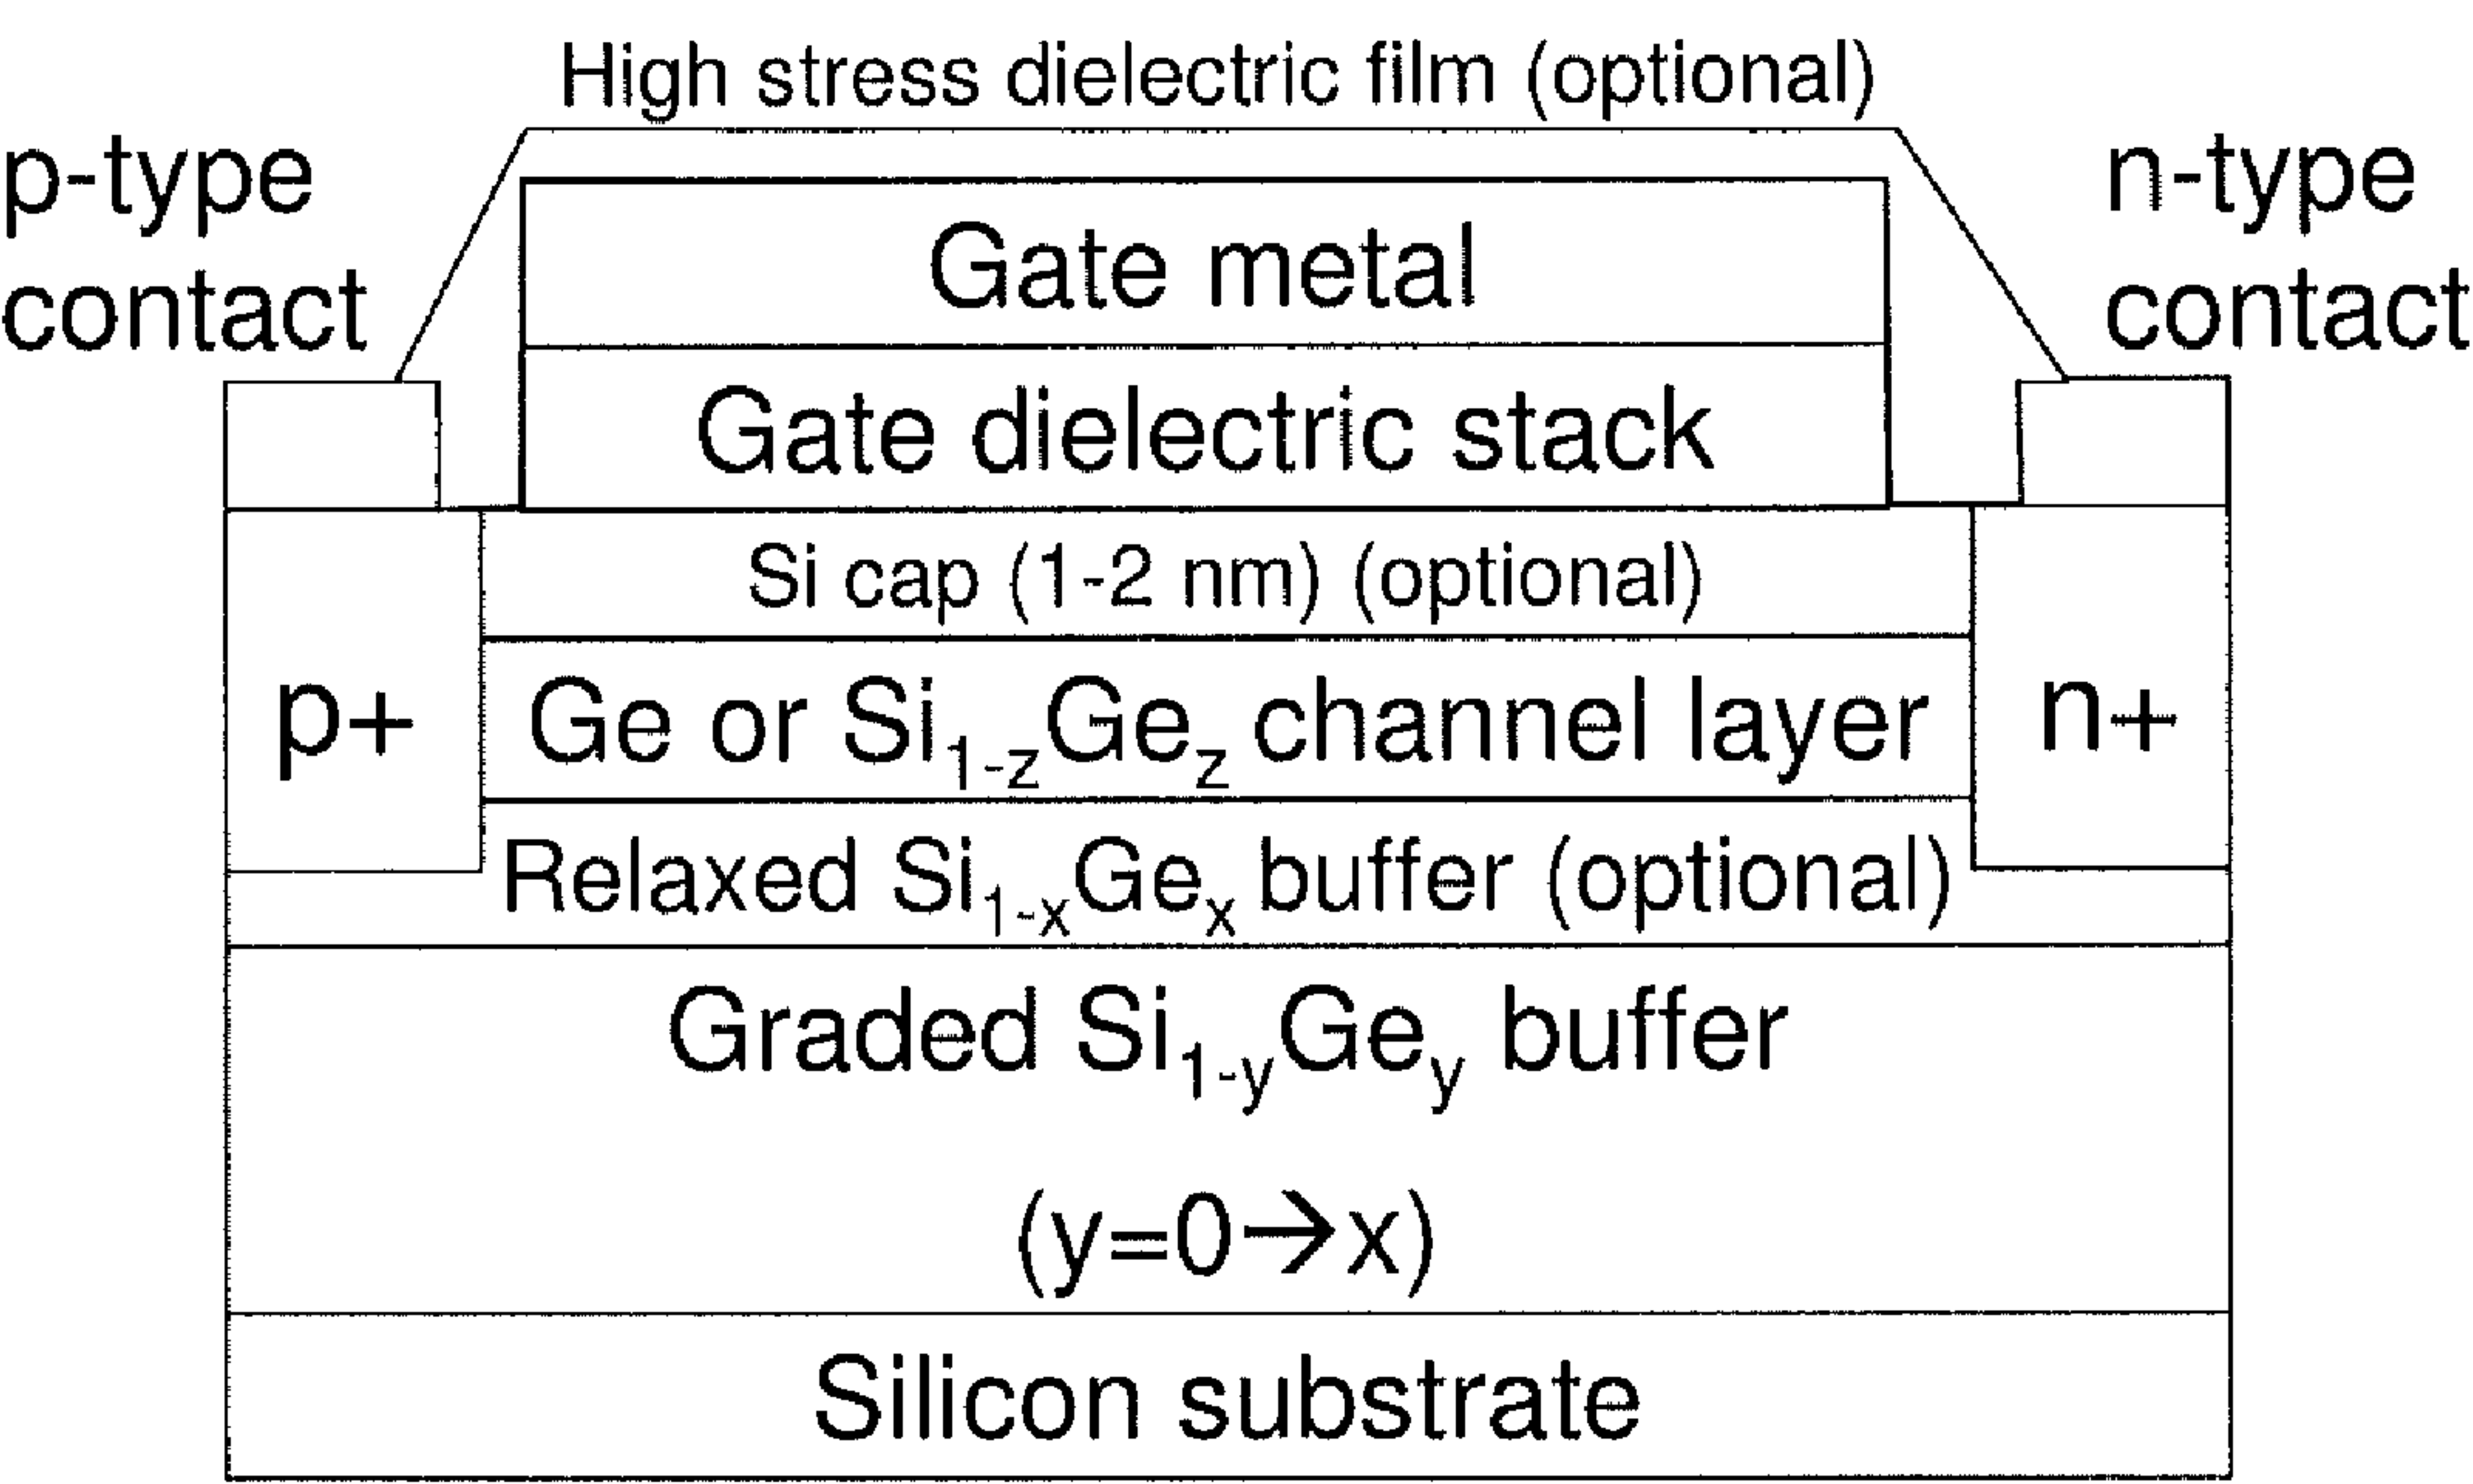 High stress dielectric film (optional)
p-type
contact
n-type
contact
Gate metal
Gate dielectric stack
Si cap (1-2 nm) (optional)
p+
Ge or Si₁₋zGez channel layer
n+
Relaxed Si₁₋ₓGeₓ buffer (optional)
Graded Si₁₋yGey buffer
(y=0→x)
Silicon substrate